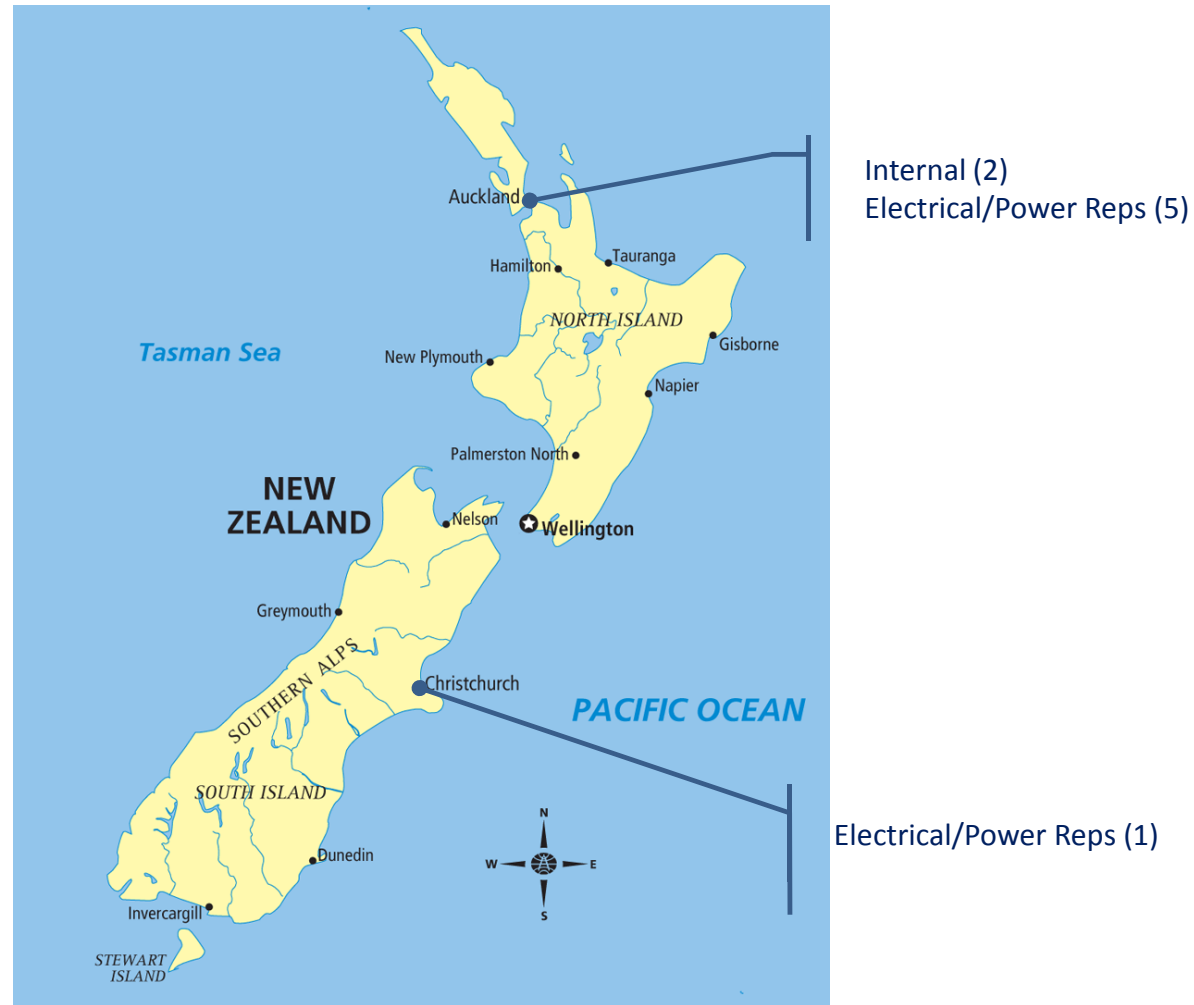 Internal (2)
Electrical/Power Reps (5)
Auckland
Hamilton
Tauranga
NORTH ISLAND
Gisborne
New Plymouth
Tasman Sea
Napier
Palmerston North
NEW
ZEALAND
Nelson
Wellington
Greymouth
SOUTHERN ALPS
Christchurch
PACIFIC OCEAN
SOUTH ISLAND
N
W
E
S
Electrical/Power Reps (1)
Dunedin
Invercargill
STEWART
ISLAND